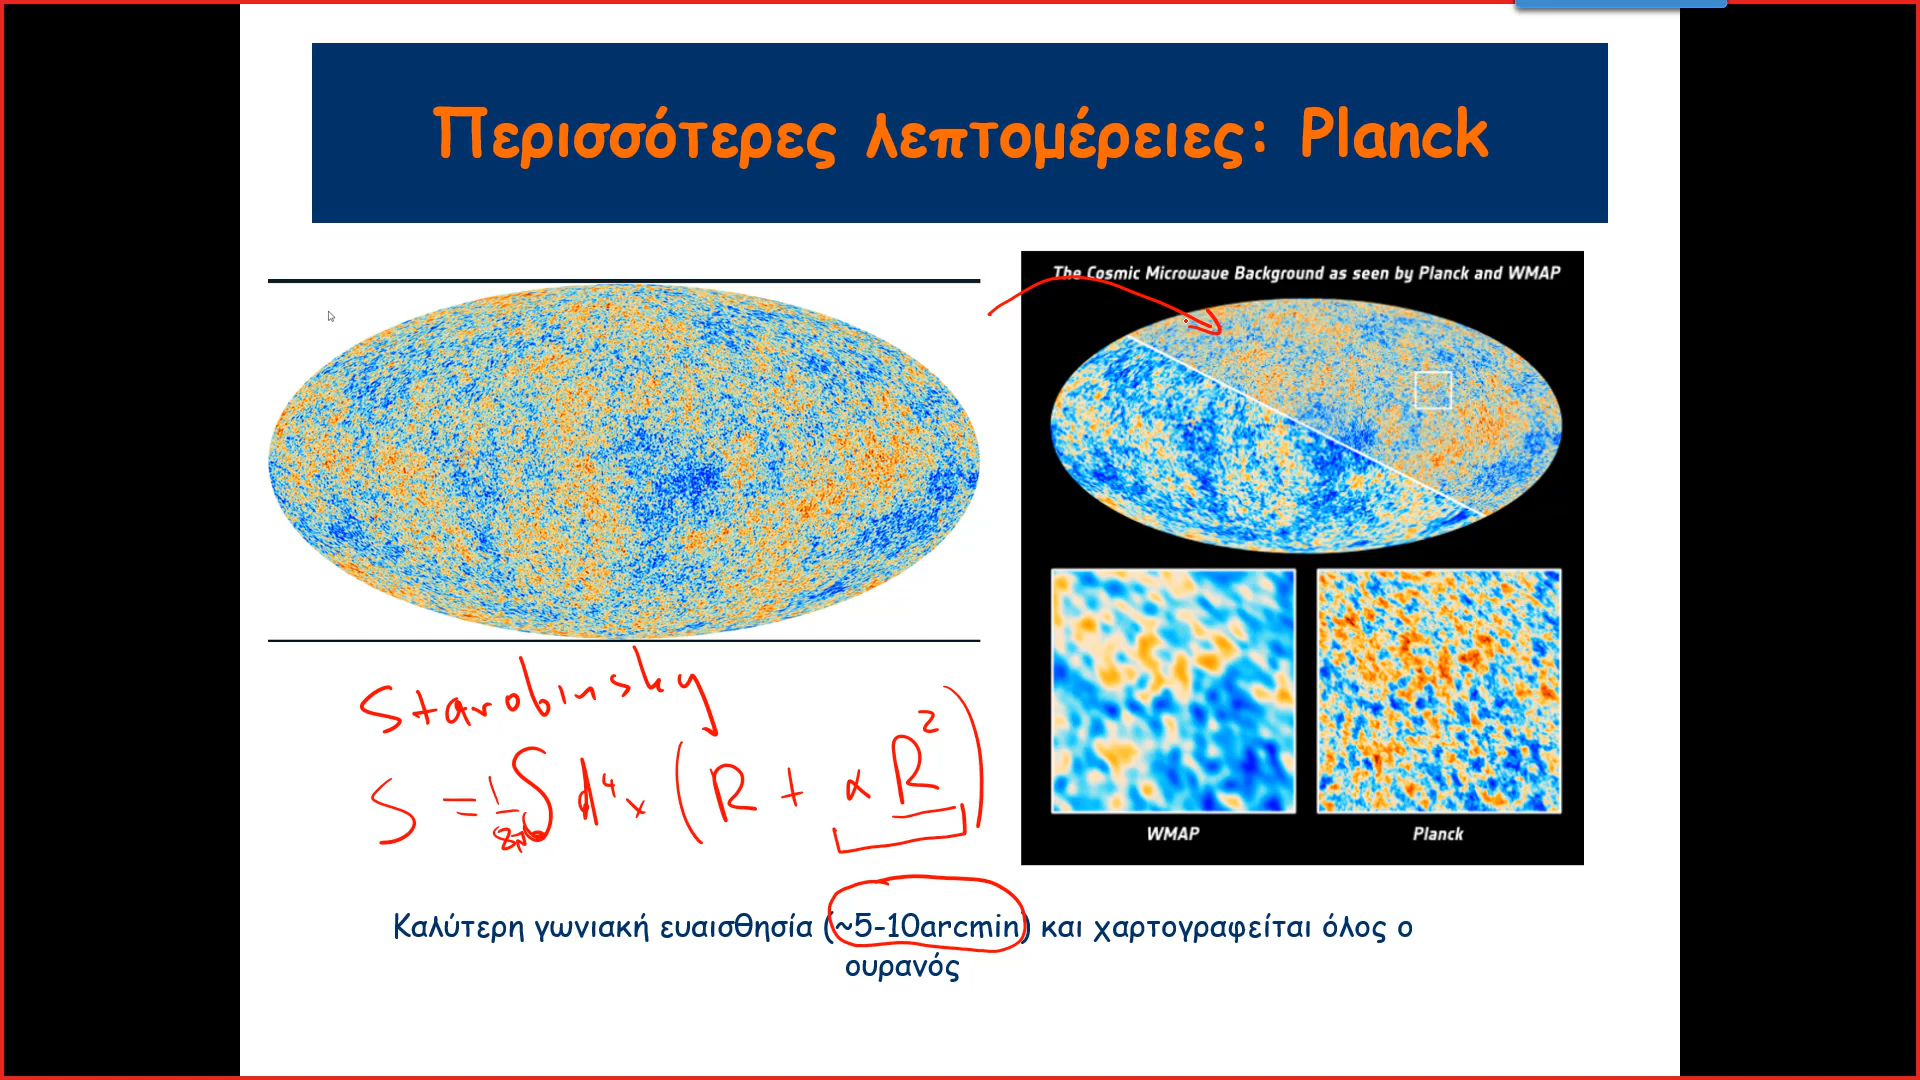 Περισσότερες λεπτομέρειες: Planck
The Cosmic Microwave Background as seen by Planck and WMAP
WMAP
Planck
Starobinsky
S = 1/8πG ∫ d⁴x (R + α R²)
Καλύτερη γωνιακή ευαισθησία (~5-10arcmin) και χαρτογραφείται όλος ο
ουρανός